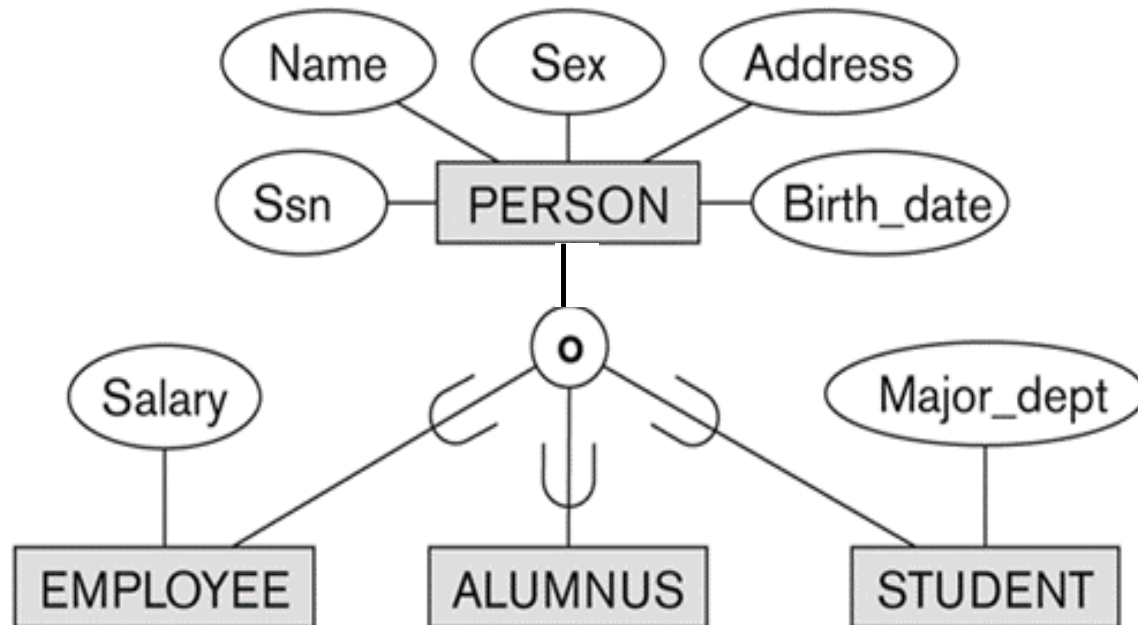 Name
Sex
Address
Ssn
PERSON
Birth_date
o
Salary
Major_dept
EMPLOYEE
ALUMNUS
STUDENT